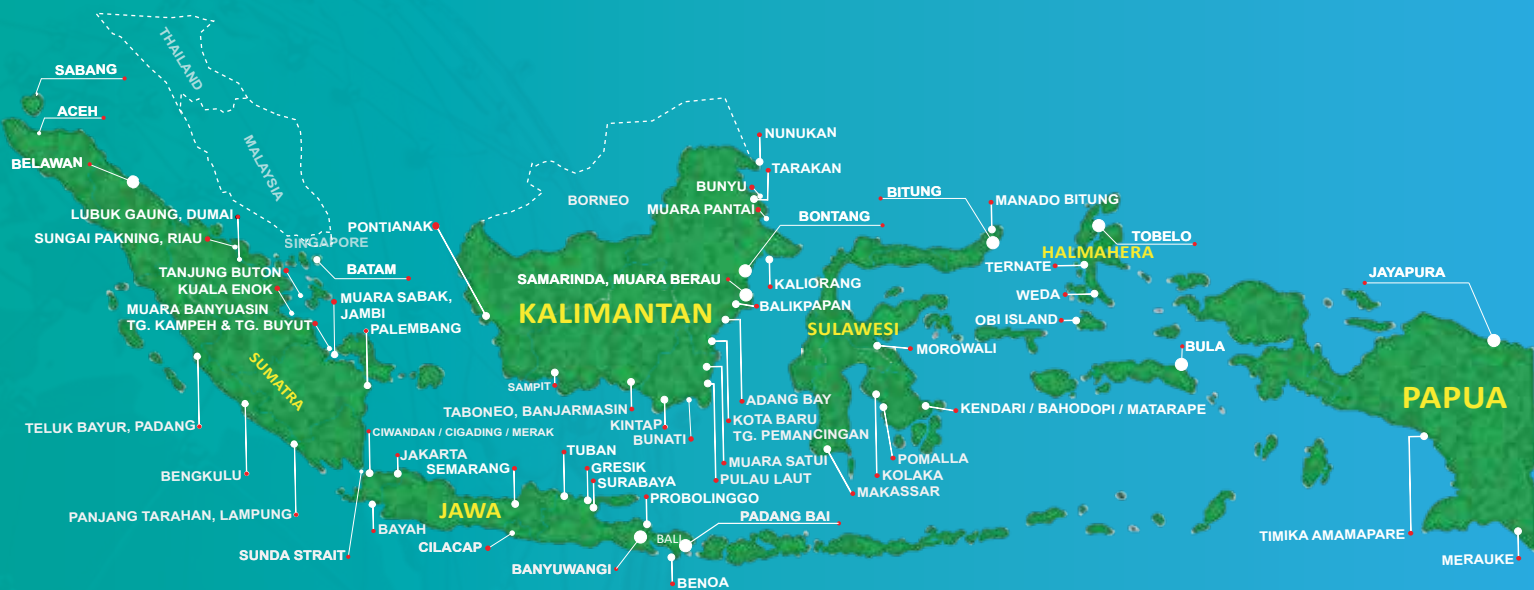 THAILAND
SABANG
ACEH
BELAWAN
MALAYSIA
LUBUK GAUNG, DUMAI
SUNGAI PAKNING, RIAU
SINGAPORE
TANJUNG BUTON
BATAM
KUALA ENOK
MUARA BANYUASIN
TG. KAMPEH & TG. BUYUT
MUARA SABAK,
JAMBI
PALEMBANG
SUMATRA
TELUK BAYUR, PADANG
BENGKULU
PANJANG TARAHAN, LAMPUNG
SUNDA STRAIT
CIWANDAN / CIGADING / MERAK
JAKARTA
SEMARANG
JAWA
BAYAH
CILACAP
TUBAN
GRESIK
SURABAYA
PROBOLINGGO
BANYUWANGI
BALI
PADANG BAI
BENOA
PONTIANAK
BORNEO
NUNUKAN
TARAKAN
BUNYU
MUARA PANTAI
BONTANG
SAMARINDA, MUARA BERAU
KALIORANG
KALIMANTAN
BALIKPAPAN
SAMPIT
TABONEO, BANJARMASIN
KINTAP
BUNATI
ADANG BAY
KOTA BARU
TG. PEMANCINGAN
MUARA SATUI
PULAU LAUT
BITUNG
MANADO BITUNG
SULAWESI
MOROWALI
KENDARI / BAHODOPI / MATARAPE
POMALLA
KOLAKA
MAKASSAR
TOBELO
HALMAHERA
TERNATE
WEDA
OBI ISLAND
BULA
JAYAPURA
PAPUA
TIMIKA AMAMAPARE
MERAUKE